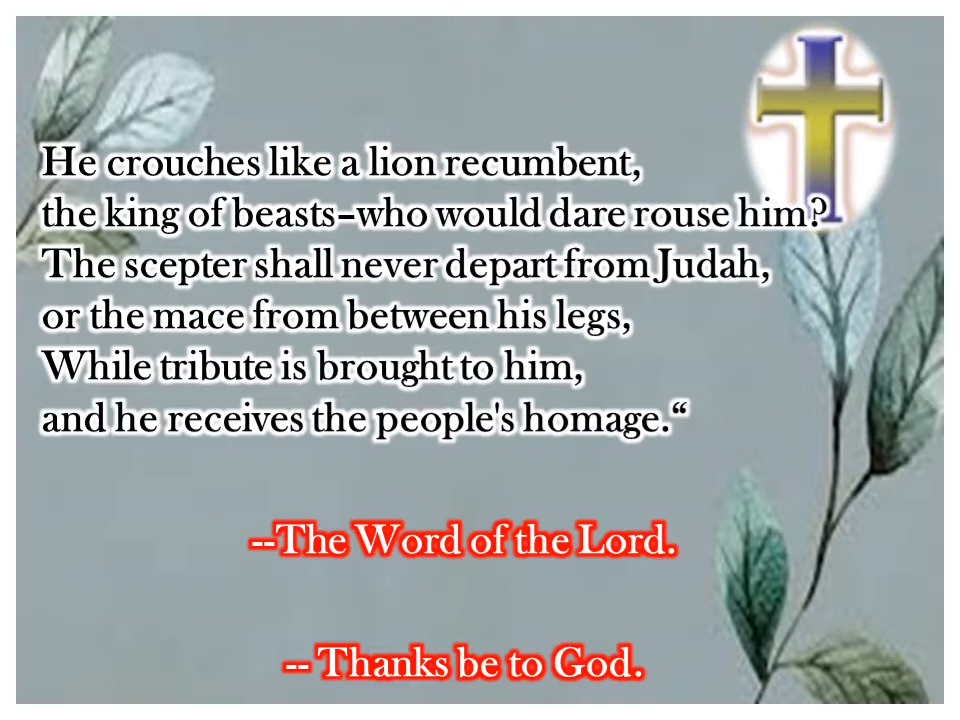 He crouches like a lion recumbent,
the king of beasts–who would dare rouse him?
The scepter shall never depart from Judah,
or the mace from between his legs,
While tribute is brought to him,
and he receives the people's homage.“
--The Word of the Lord.
-- Thanks be to God.